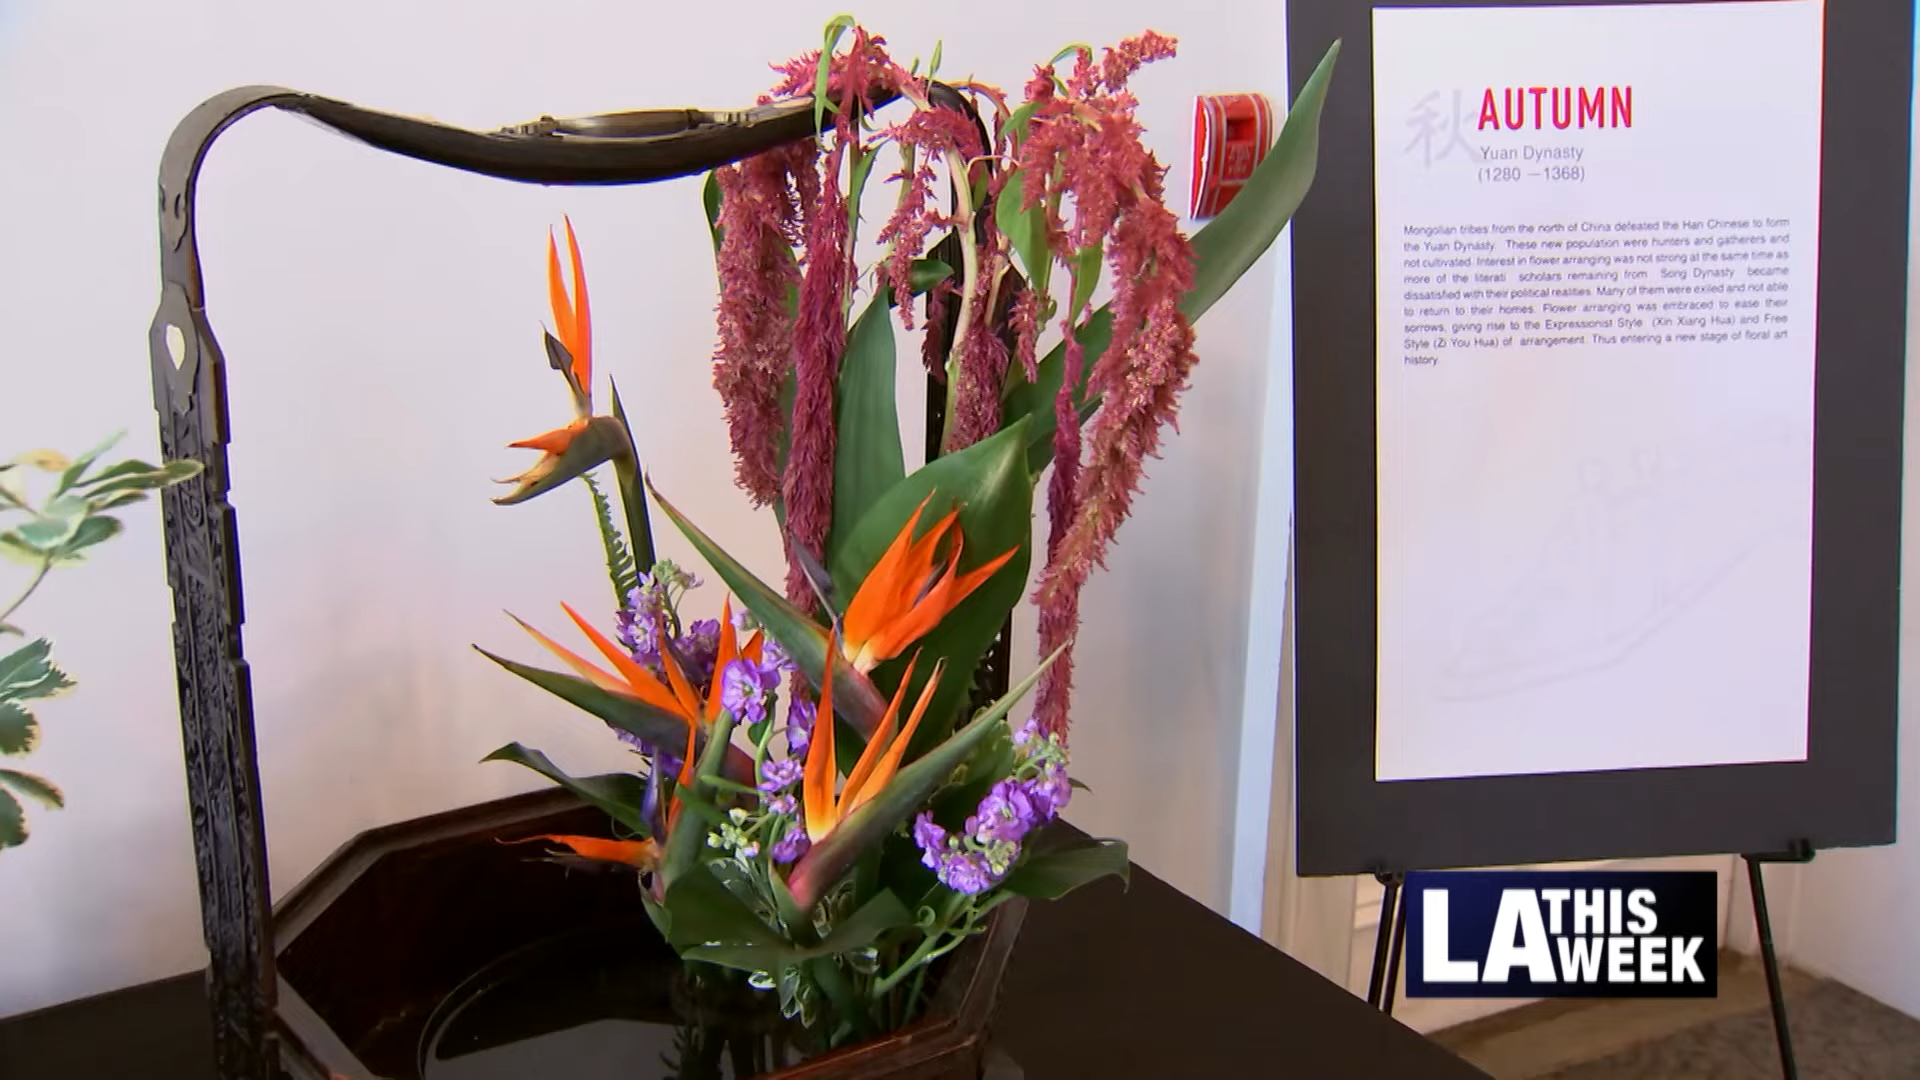 秋
AUTUMN
Yuan Dynasty
(1280 —1368)
Mongolian tribes from the north of China defeated the Han Chinese to form
the Yuan Dynasty. These new population were hunters and gatherers and
not cultivated. Interest in flower arranging was not strong at the same time as
more of the literati scholars remaining from Song Dynasty became
dissatisfied with their political realities. Many of them were exiled and not able
to return to their homes. Flower arranging was embraced to ease their
sorrows, giving rise to the Expressionist Style (Xin Xiang Hua) and Free
Style (Zi You Hua) of arrangement. Thus entering a new stage of floral art
history.
LA THIS
WEEK